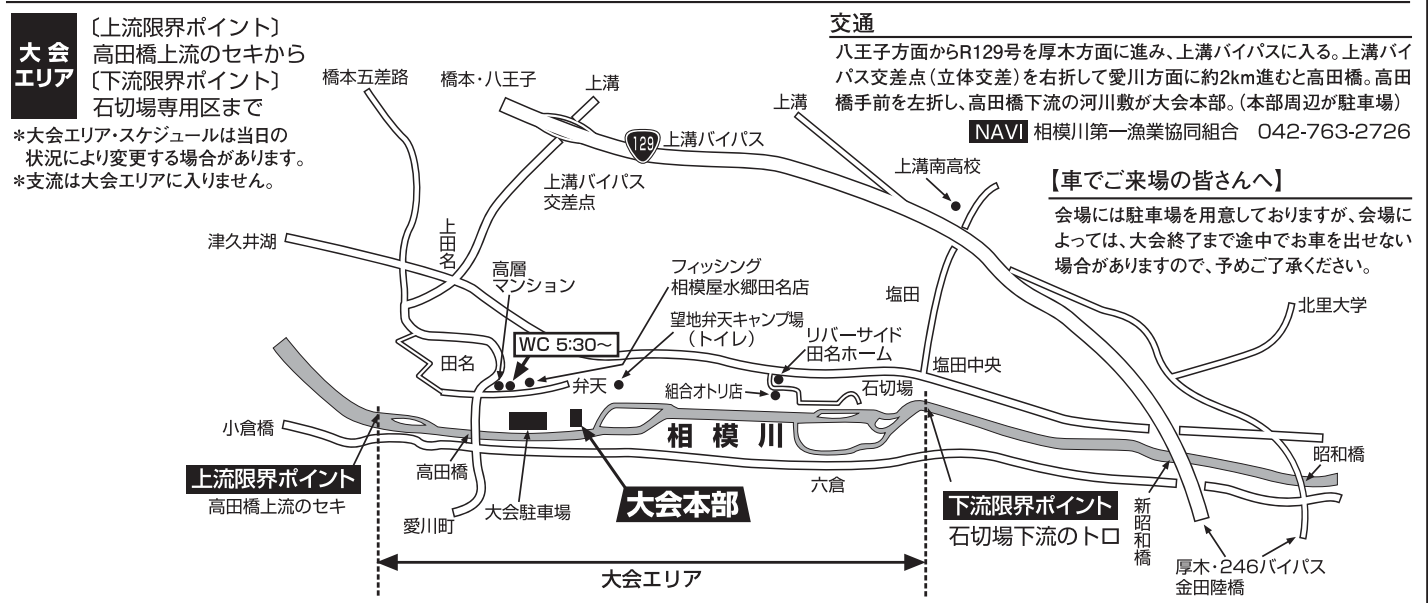 大会
エリア
〔上流限界ポイント〕
高田橋上流のセキから
〔下流限界ポイント〕
石切場専用区まで
*大会エリア・スケジュールは当日の
状況により変更する場合があります。
*支流は大会エリアに入りません。
交通
八王子方面からR129号を厚木方面に進み、上溝バイパスに入る。上溝バイ
パス交差点（立体交差）を右折して愛川方面に約2km進むと高田橋。高田
橋手前を左折し、高田橋下流の河川敷が大会本部。（本部周辺が駐車場）
NAVI 相模川第一漁業協同組合 042-763-2726
【車でご来場の皆さんへ】
会場には駐車場を用意しておりますが、会場に
よっては、大会終了まで途中でお車を出せない
場合がありますので、予めご了承ください。
橋本五差路
橋本・八王子
上溝
129
上溝バイパス
上溝
上溝バイパス
交差点
上溝南高校
津久井湖
上田名
高層
マンション
フィッシング
相模屋水郷田名店
塩田
北里大学
望地弁天キャンプ場
（トイレ）
リバーサイド
田名ホーム
WC 5:30～
田名
弁天
塩田中央
組合オトリ店
石切場
小倉橋
相模川
高田橋
昭和橋
上流限界ポイント
高田橋上流のセキ
大会駐車場
大会本部
六倉
下流限界ポイント
石切場下流のトロ
新昭和橋
愛川町
厚木・246バイパス
金田陸橋
大会エリア